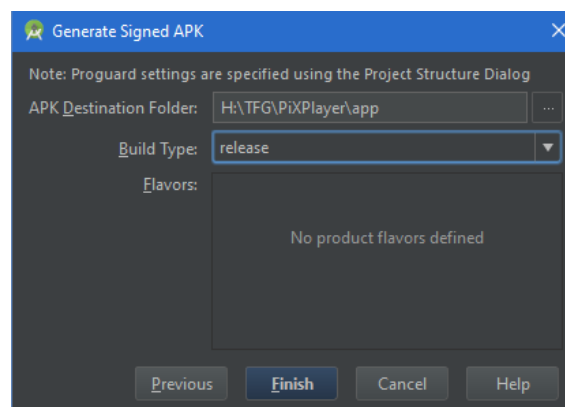 Generate Signed APK
Note: Proguard settings are specified using the Project Structure Dialog
APK Destination Folder: H:\TFG\PiXPlayer\app ...
Build Type: release
Flavors:
No product flavors defined
Previous Finish Cancel Help